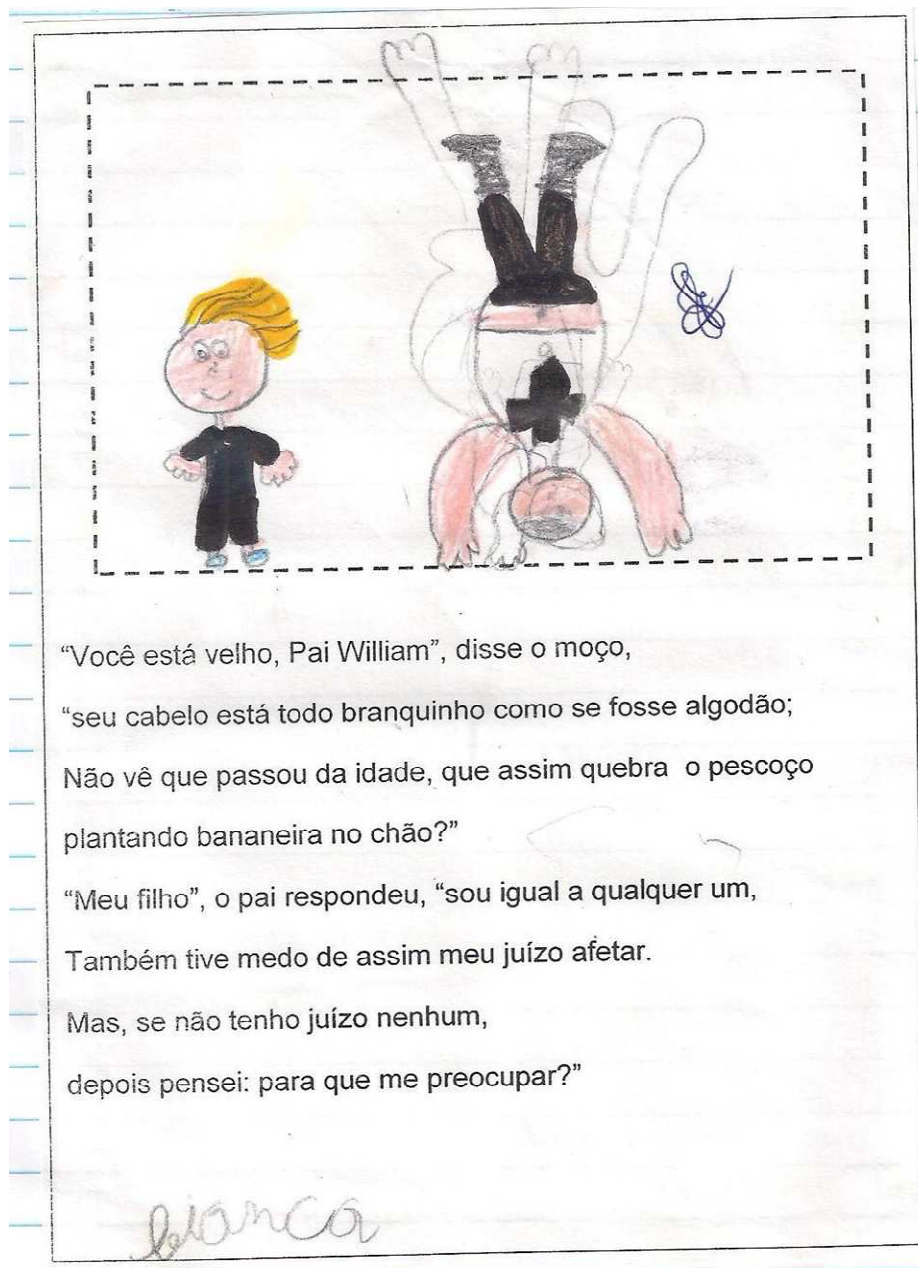 “Você está velho, Pai William”, disse o moço,
“seu cabelo está todo branquinho como se fosse algodão;
Não vê que passou da idade, que assim quebra o pescoço
plantando bananeira no chão?”
“Meu filho”, o pai respondeu, “sou igual a qualquer um,
Também tive medo de assim meu juízo afetar.
Mas, se não tenho juízo nenhum,
depois pensei: para que me preocupar?”
bianca